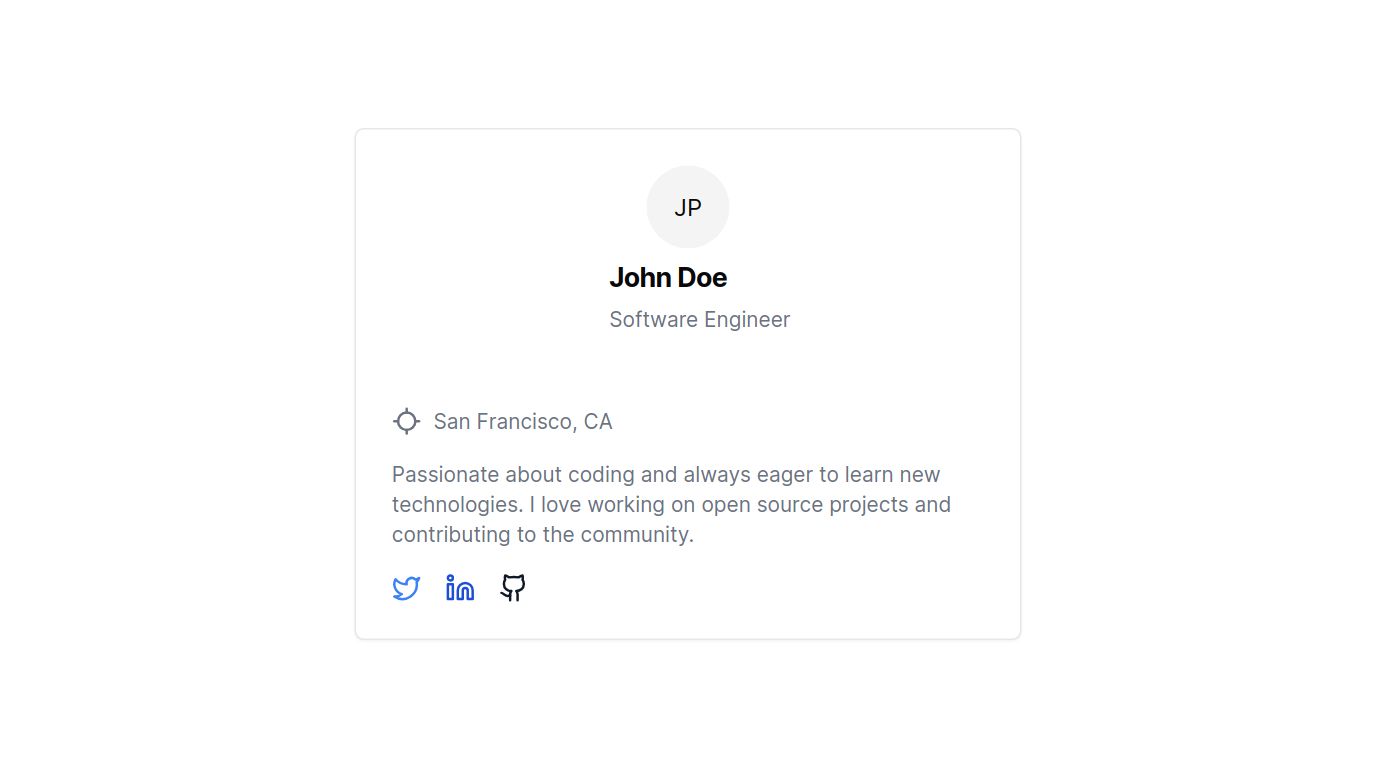 JP
John Doe
Software Engineer
San Francisco, CA
Passionate about coding and always eager to learn new
technologies. I love working on open source projects and
contributing to the community.